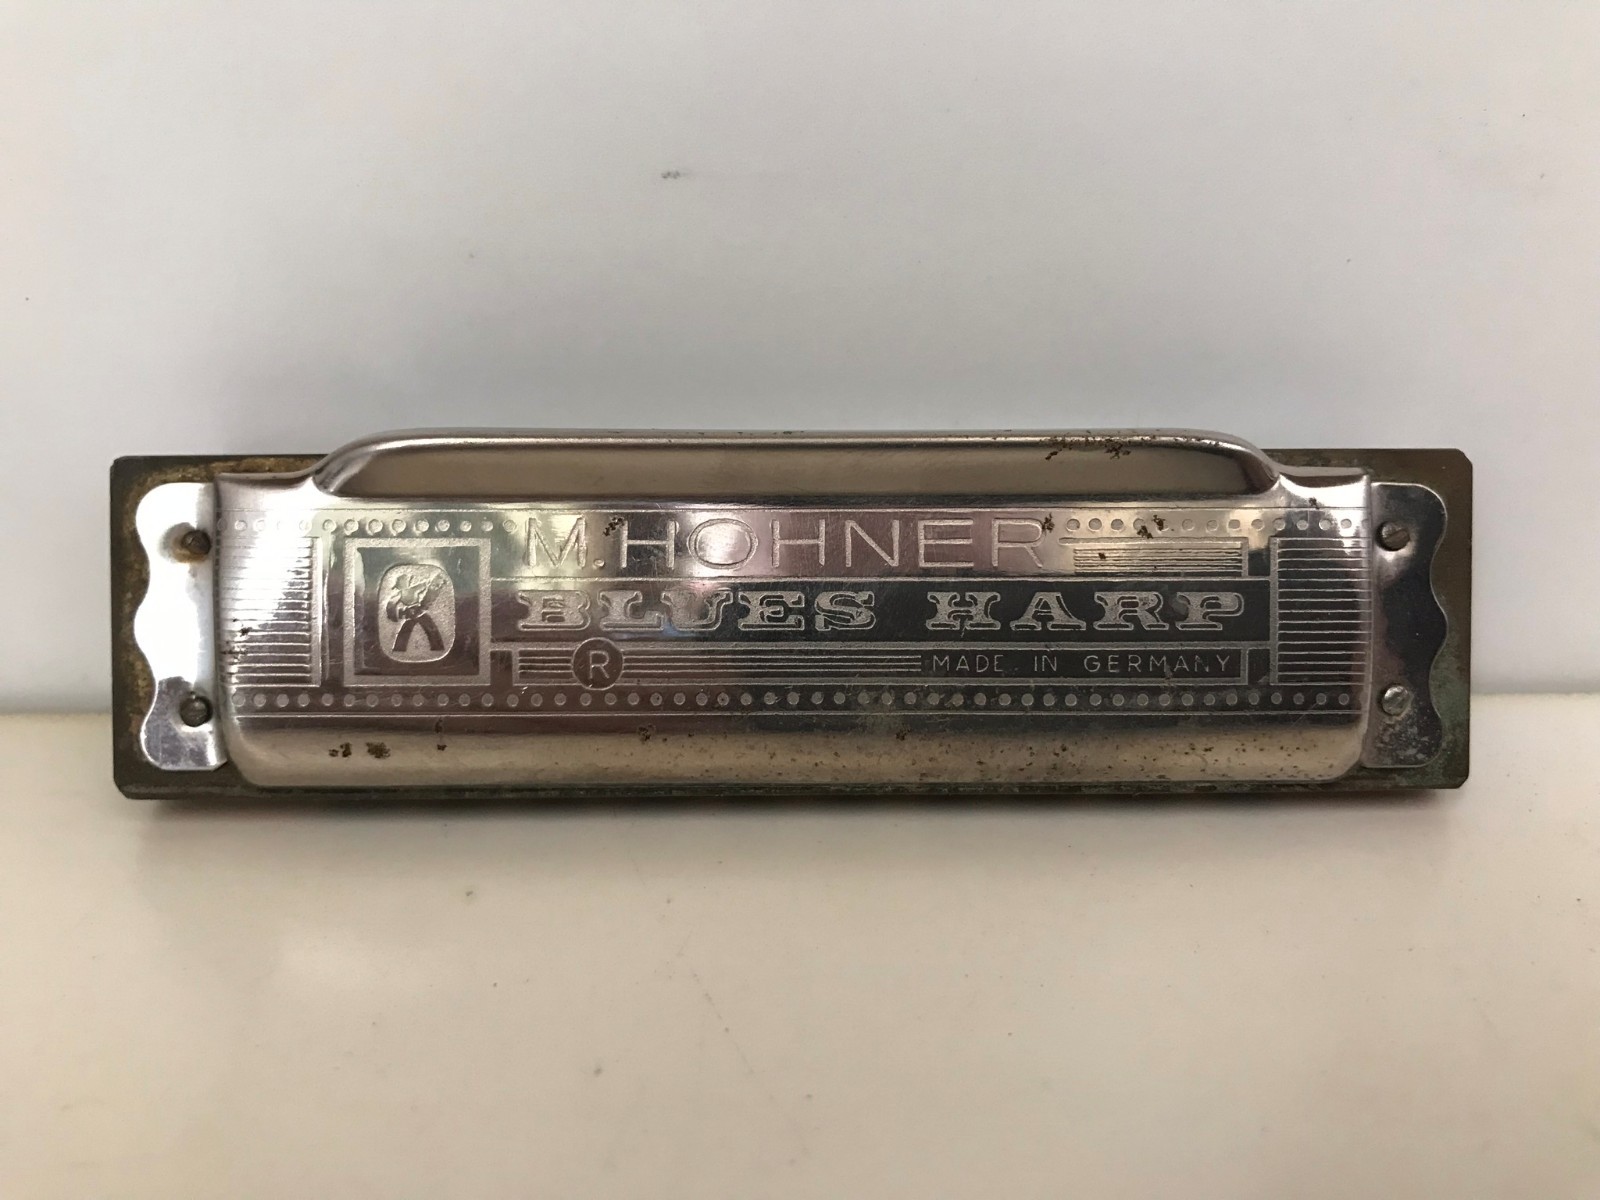 M. HOHNER
BLUES HARP
® MADE IN GERMANY